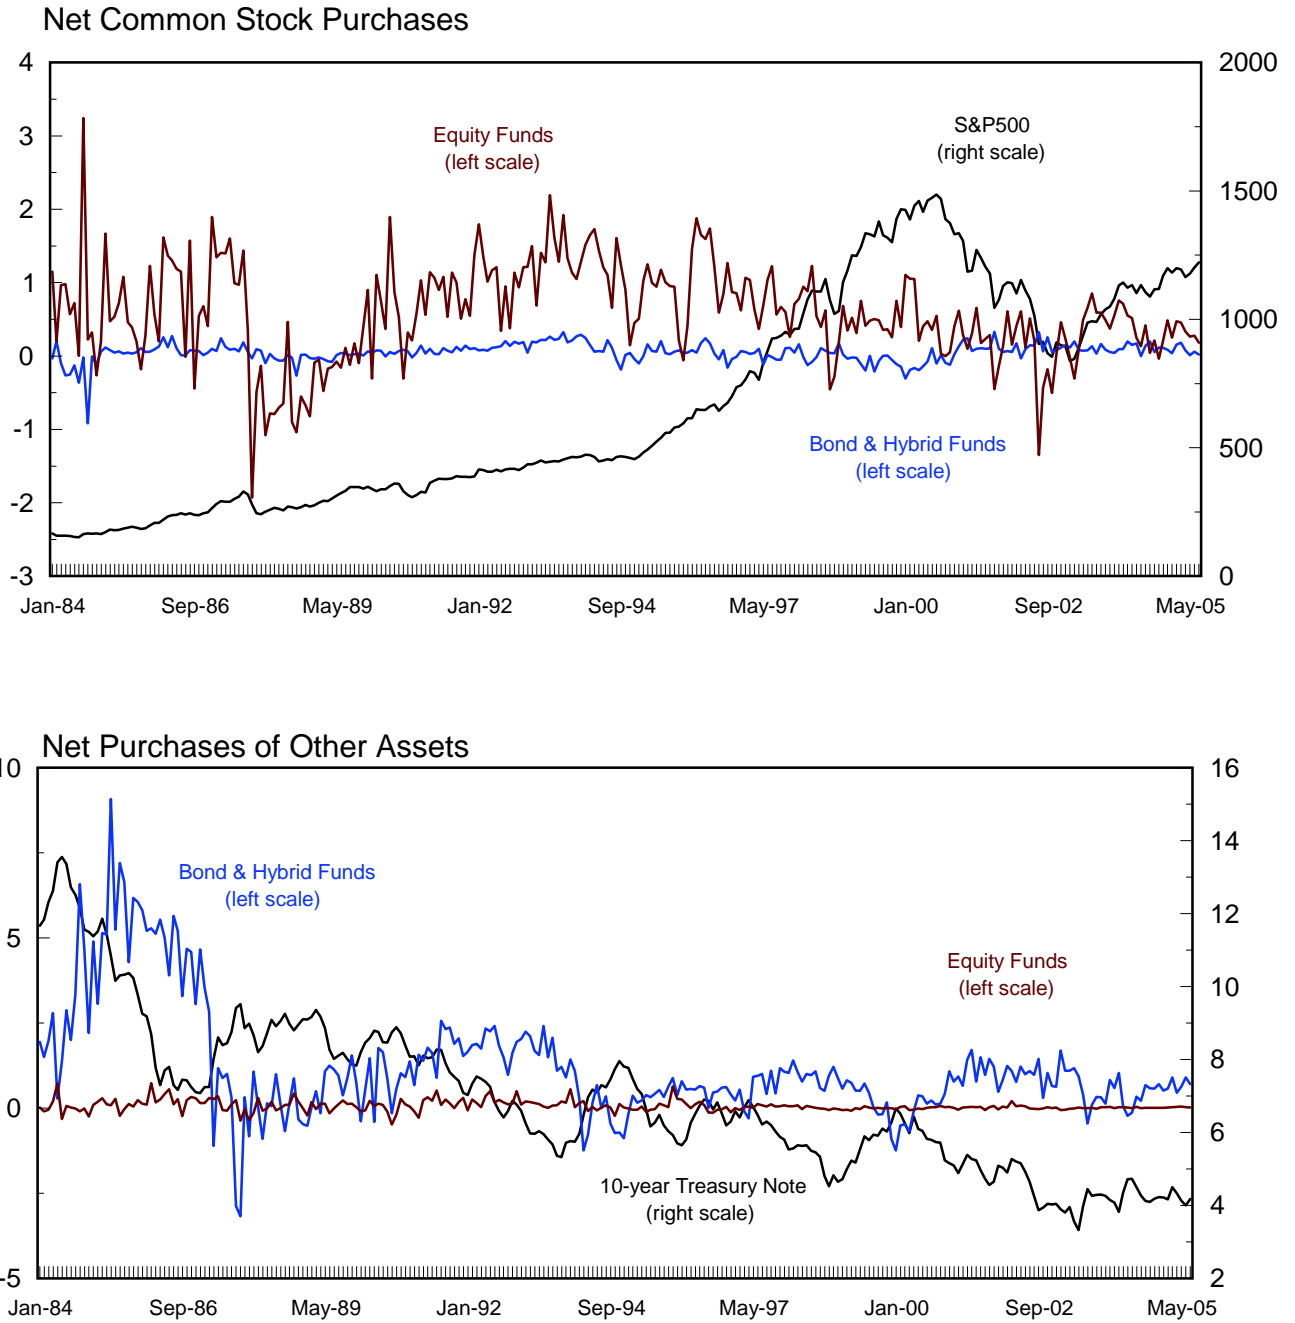 Net Common Stock Purchases
4
3
2
1
0
-1
-2
-3
2000
1500
1000
500
0
Equity Funds
(left scale)
S&P500
(right scale)
Bond & Hybrid Funds
(left scale)
Jan-84 Sep-86 May-89 Jan-92 Sep-94 May-97 Jan-00 Sep-02 May-05
Net Purchases of Other Assets
10
5
0
-5
16
14
12
10
8
6
4
2
Bond & Hybrid Funds
(left scale)
Equity Funds
(left scale)
10-year Treasury Note
(right scale)
Jan-84 Sep-86 May-89 Jan-92 Sep-94 May-97 Jan-00 Sep-02 May-05